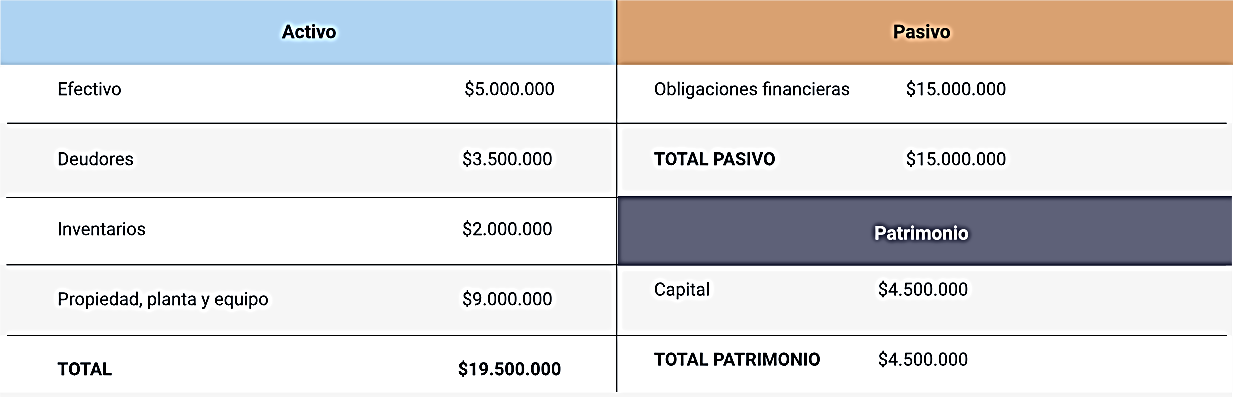 Activo
Efectivo $5.000.000
Deudores $3.500.000
Inventarios $2.000.000
Propiedad, planta y equipo $9.000.000
TOTAL $19.500.000
Pasivo
Obligaciones financieras $15.000.000
TOTAL PASIVO $15.000.000
Patrimonio
Capital $4.500.000
TOTAL PATRIMONIO $4.500.000